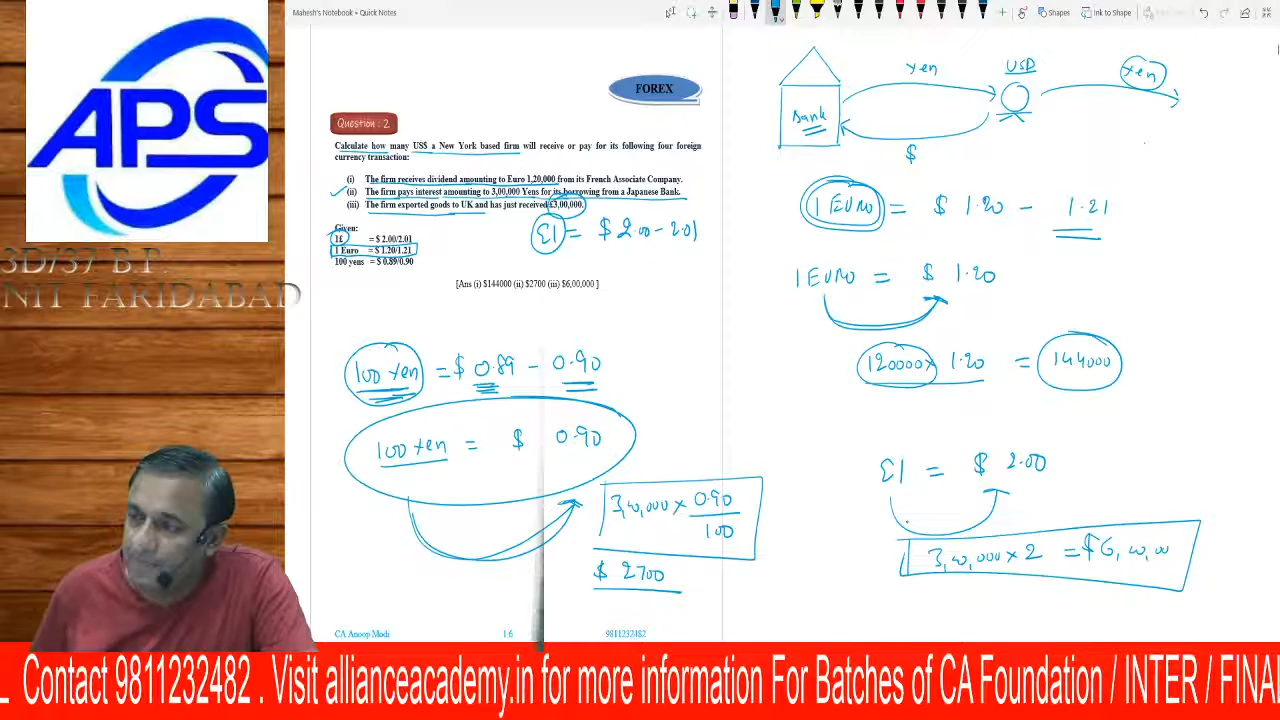 Mahesh's Notebook • Quick Notes
Shapes
Ink to Shape
APS
3D/37 B.P.
NIT FARIDABAD
FOREX
Question : 2
Calculate how many US$ a New York based firm will receive or pay for its following four foreign
currency transaction:
(i) The firm receives dividend amounting to Euro 1,20,000 from its French Associate Company.
(ii) The firm pays interest amounting to 3,00,000 Yens for its borrowing from a Japanese Bank.
(iii) The firm exported goods to UK and has just received £3,00,000.
Given:
1£ = $ 2.00/2.01
1 Euro = $ 1.20/1.21
100 yens = $ 0.89/0.90
£1 = $ 2.00 - 2.01
[Ans (i) $144000 (ii) $2700 (iii) $6,00,000 ]
100 Yen = $ 0.89 - 0.90
100 Yen = $ 0.90
3,00,000 × 0.90
100
$ 2700
CA Anoop Modi 1.6 9811232482
Yen USD Yen
Bank
$
1 EURO = $ 1.20 - 1.21
1 EURO = $ 1.20
120000 × 1.20 = 144000
£1 = $ 2.00
3,00,000 × 2 = $ 6,00,00
L Contact 9811232482 . Visit allianceacademy.in for more information For Batches of CA Foundation / INTER / FINA